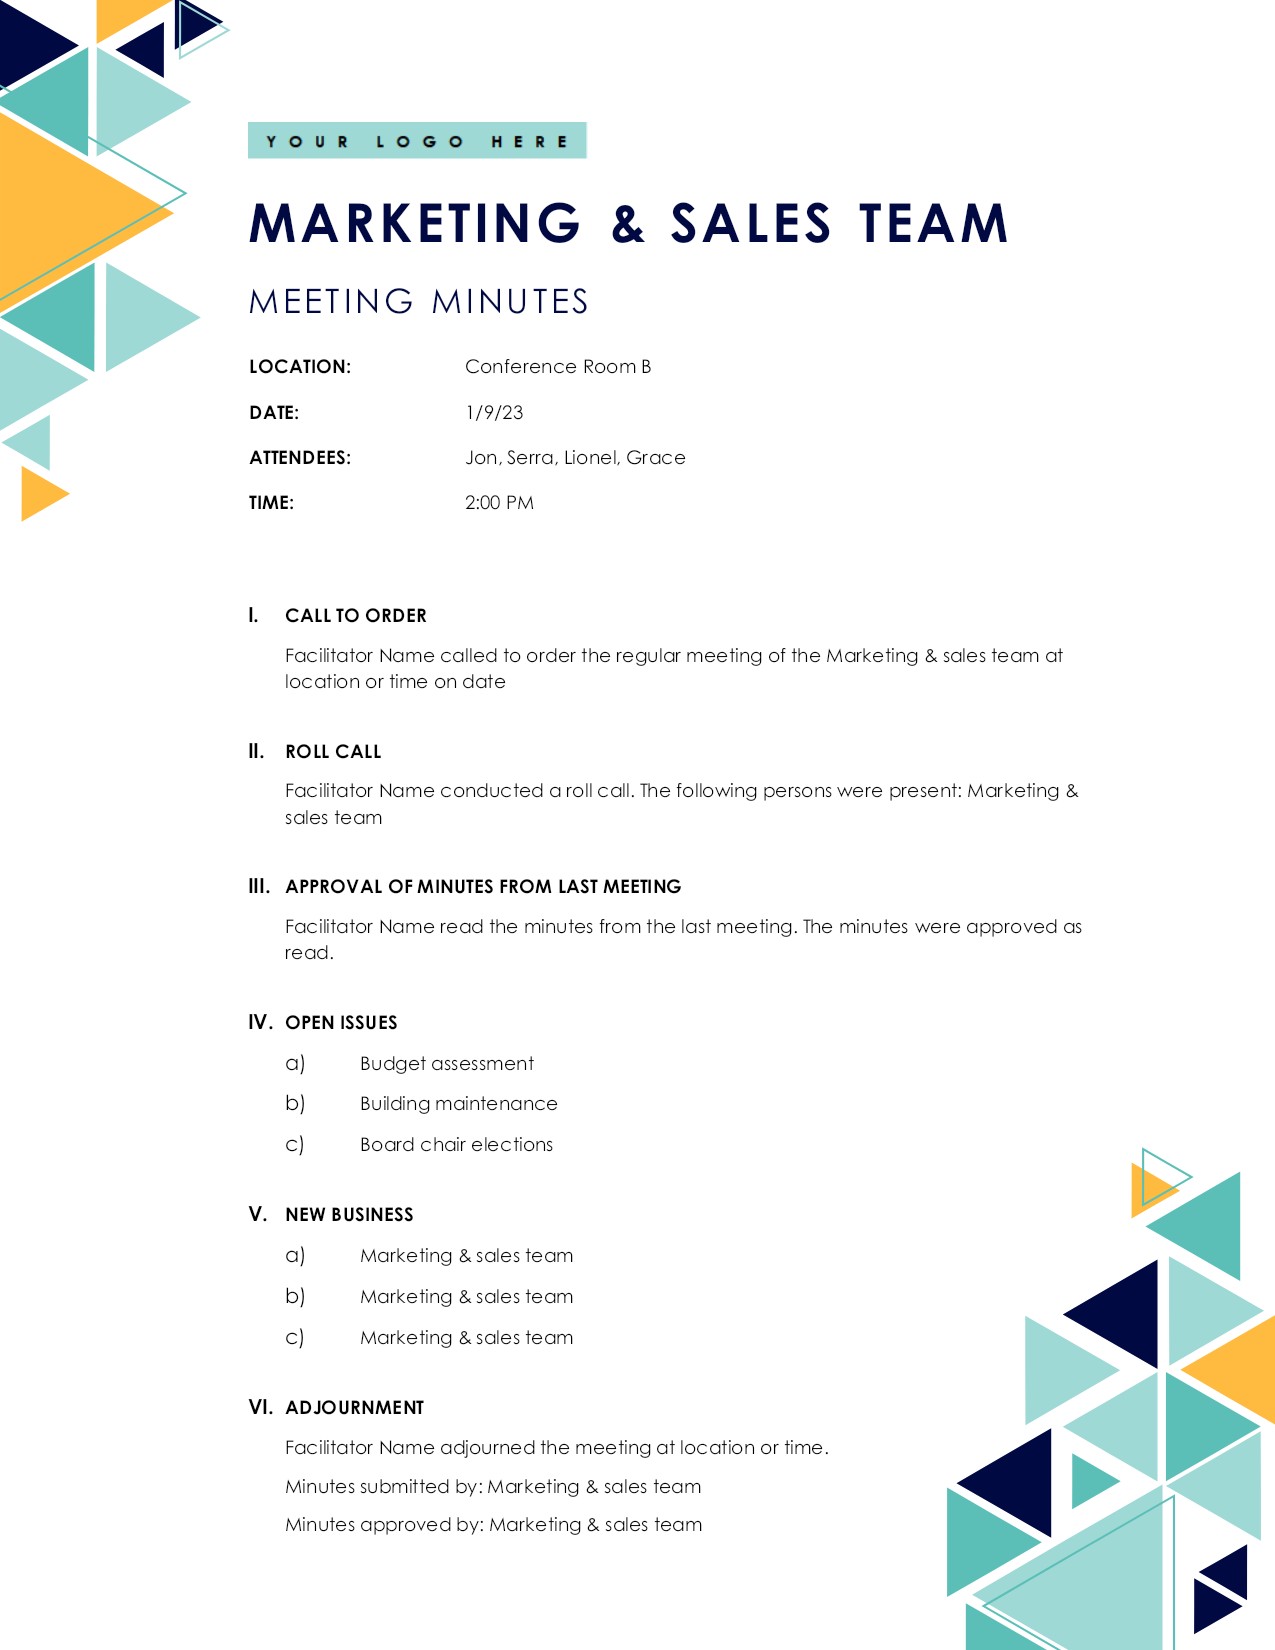 YOUR LOGO HERE
MARKETING & SALES TEAM
MEETING MINUTES
LOCATION: Conference Room B
DATE: 1/9/23
ATTENDEES: Jon, Serra, Lionel, Grace
TIME: 2:00 PM
I. CALL TO ORDER
Facilitator Name called to order the regular meeting of the Marketing & sales team at
location or time on date
II. ROLL CALL
Facilitator Name conducted a roll call. The following persons were present: Marketing &
sales team
III. APPROVAL OF MINUTES FROM LAST MEETING
Facilitator Name read the minutes from the last meeting. The minutes were approved as
read.
IV. OPEN ISSUES
a) Budget assessment
b) Building maintenance
c) Board chair elections
V. NEW BUSINESS
a) Marketing & sales team
b) Marketing & sales team
c) Marketing & sales team
VI. ADJOURNMENT
Facilitator Name adjourned the meeting at location or time.
Minutes submitted by: Marketing & sales team
Minutes approved by: Marketing & sales team